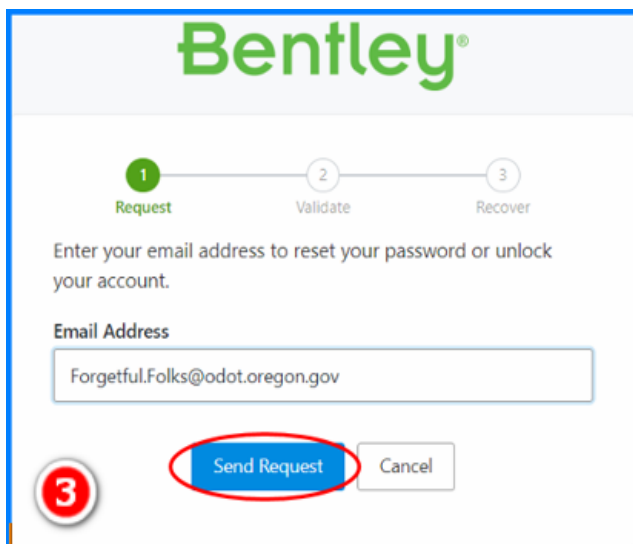 Bentley®
1 2 3
Request Validate Recover
Enter your email address to reset your password or unlock
your account.
Email Address
Forgetful.Folks@odot.oregon.gov
Send Request Cancel
3